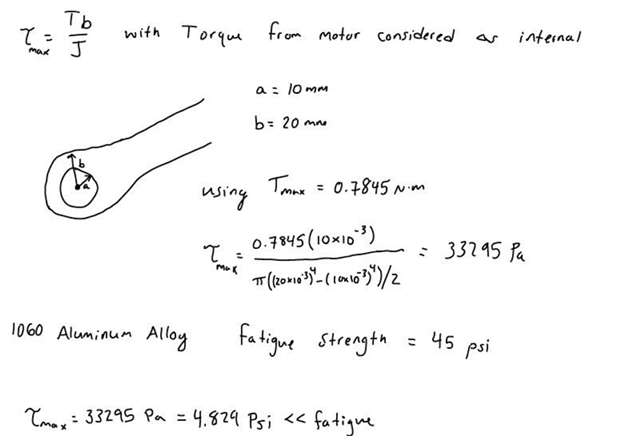 τmax = Tb/J with Torque from motor considered as internal
a = 10 mm
b = 20 mm
b
a
using Tmax = 0.7845 N·m
τmax = 0.7845(10×10⁻³) / π((20×10⁻³)⁴-(10×10⁻³)⁴)/2 = 33295 Pa
1060 Aluminum Alloy fatigue strength = 45 psi
τmax = 33295 Pa = 4.829 Psi << fatigue